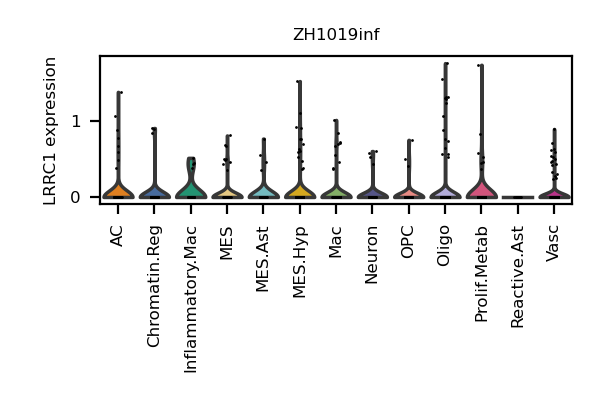 ZH1019inf
LRRC1 expression
1
0
AC
Chromatin.Reg
Inflammatory.Mac
MES
MES.Ast
MES.Hyp
Mac
Neuron
OPC
Oligo
Prolif.Metab
Reactive.Ast
Vasc